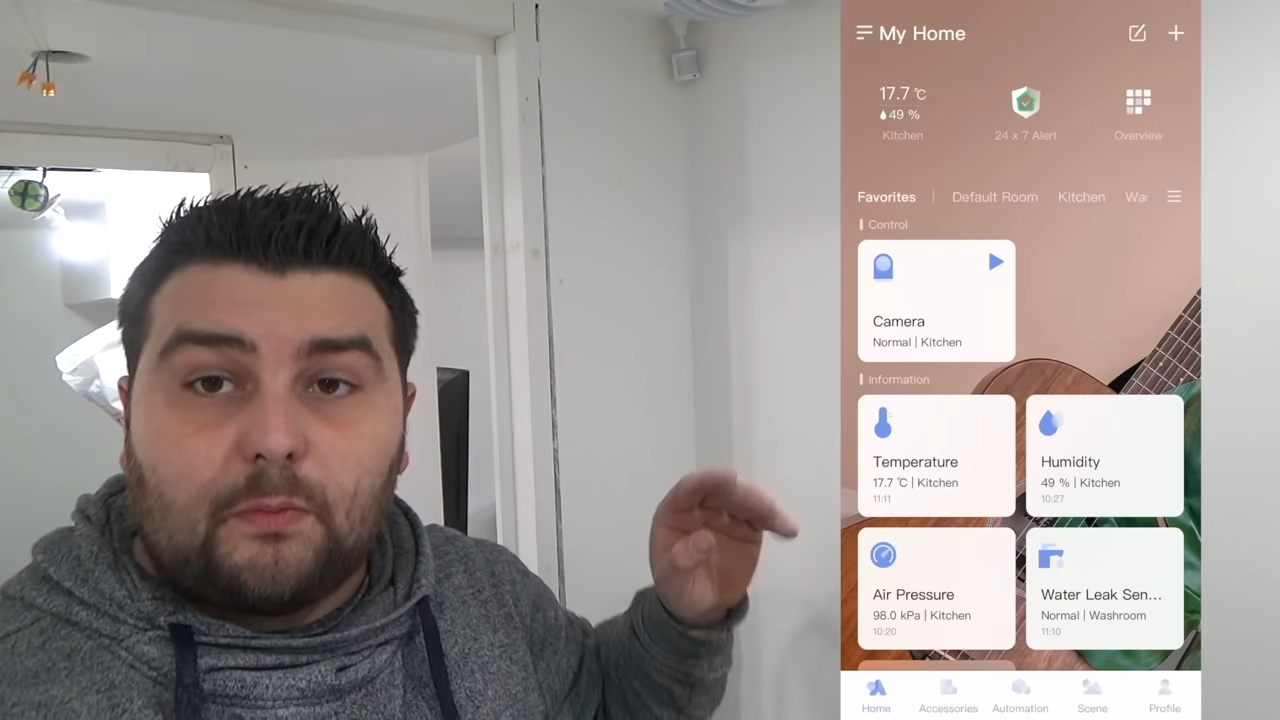 My Home
17.7 ℃
49 %
Kitchen
24 x 7 Alert
Overview
Favorites | Default Room Kitchen Wa
Control
Camera
Normal | Kitchen
Information
Temperature
17.7 ℃ | Kitchen
11:11
Humidity
49 % | Kitchen
10:27
Air Pressure
98.0 kPa | Kitchen
10:20
Water Leak Sen...
Normal | Washroom
11:10
Home Accessories Automation Scene Profile